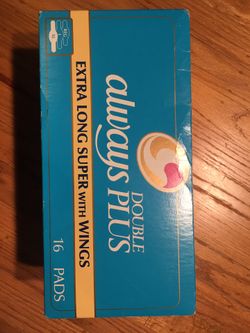 DOUBLE
always PLUS
EXTRA LONG SUPER WITH WINGS
16 PADS